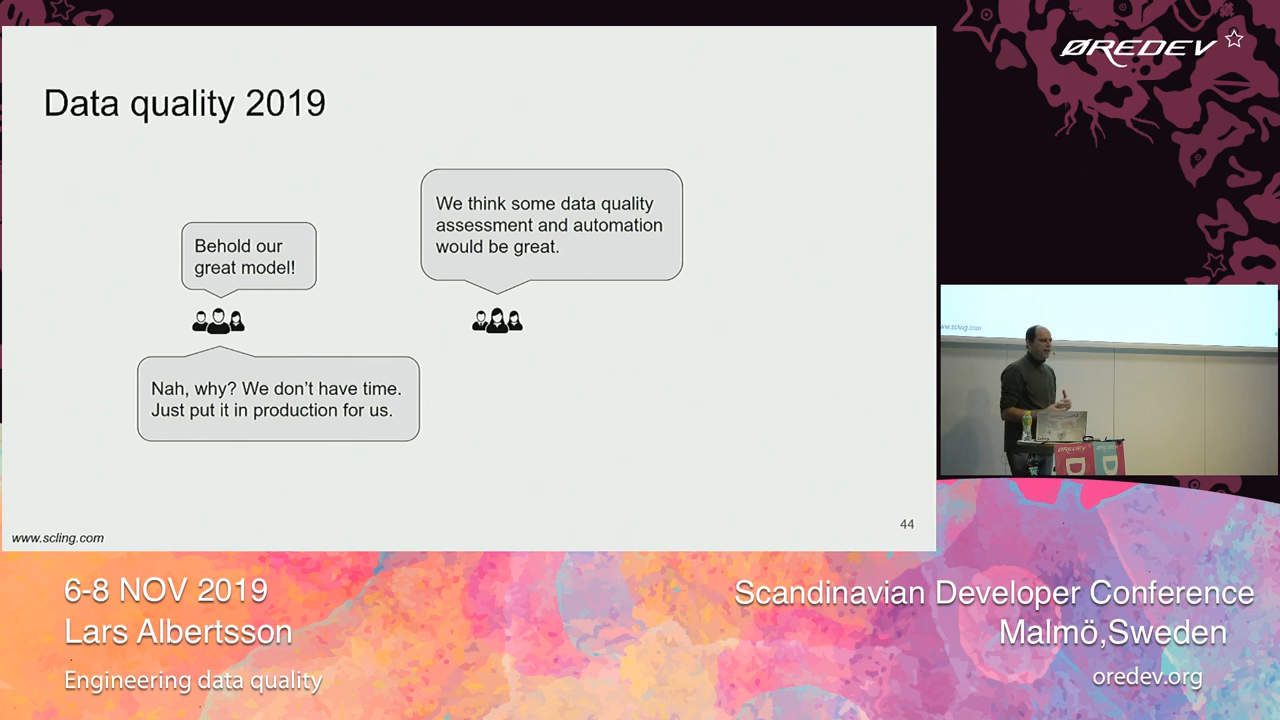 ØREDEV
Data quality 2019
We think some data quality
assessment and automation
would be great.
Behold our
great model!
Nah, why? We don't have time.
Just put it in production for us.
44
www.scling.com
6-8 NOV 2019
Lars Albertsson
Engineering data quality
Scandinavian Developer Conference
Malmö,Sweden
oredev.org